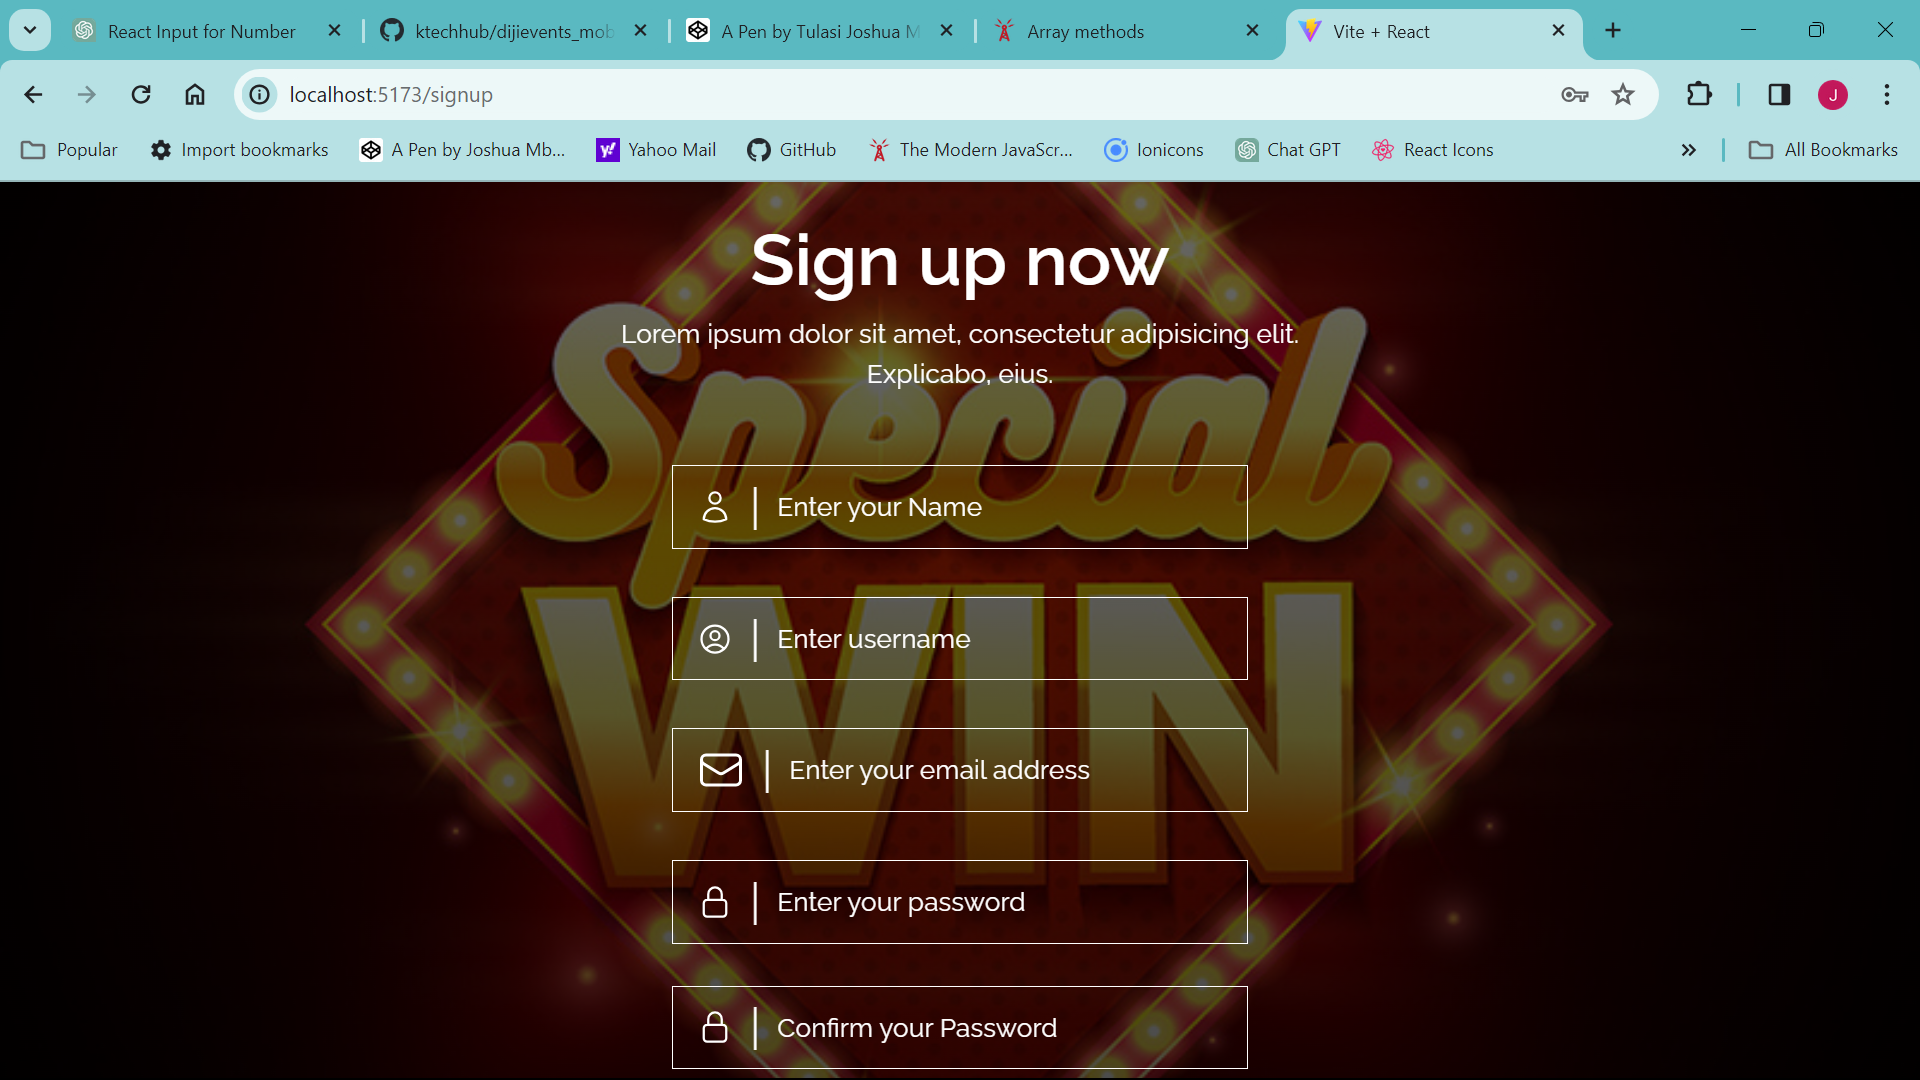 React Input for Number
ktechhub/dijievents_mob
A Pen by Tulasi Joshua M
Array methods
Vite + React
localhost:5173/signup
J
Popular
Import bookmarks
A Pen by Joshua Mb...
Yahoo Mail
GitHub
The Modern JavaScr...
Ionicons
Chat GPT
React Icons
All Bookmarks
Sign up now
Lorem ipsum dolor sit amet, consectetur adipisicing elit.
Explicabo, eius.
Special
WIN
Enter your Name
Enter username
Enter your email address
Enter your password
Confirm your Password